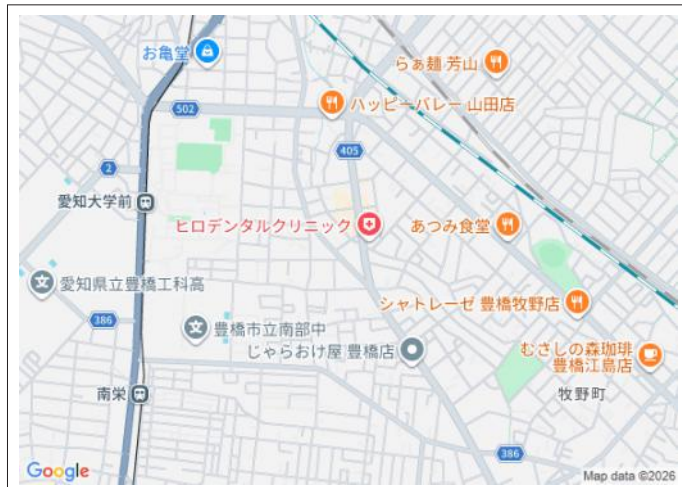 お亀堂
らぁ麺 芳山
502
ハッピーバレー 山田店
405
2
愛知大学前
ヒロデンタルクリニック
あつみ食堂
愛知県立豊橋工科高
シャトレーゼ 豊橋牧野店
386
豊橋市立南部中
じゃらおけ屋 豊橋店
むさしの森珈琲
豊橋江島店
南栄
牧野町
386
Google
Map data ©2026